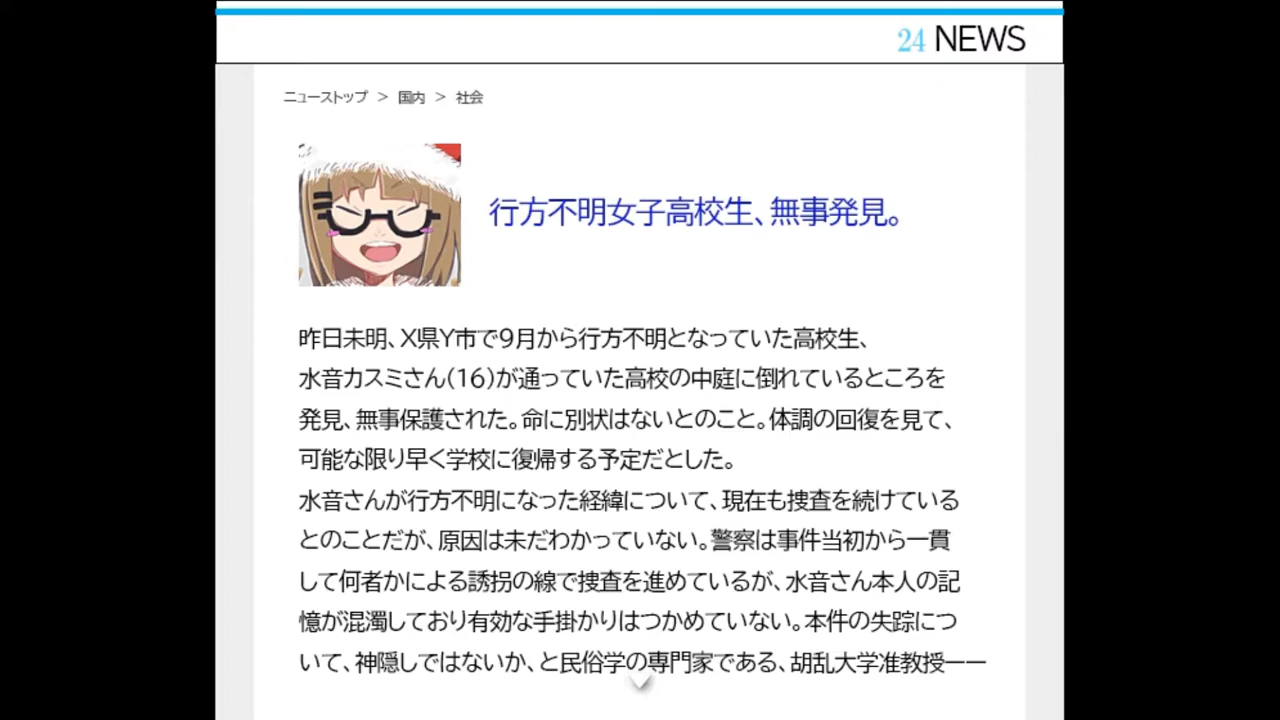 24 NEWS
ニューストップ > 国内 > 社会
行方不明女子高校生、無事発見。
昨日未明、X県Y市で9月から行方不明となっていた高校生、
水音カスミさん(16)が通っていた高校の中庭に倒れているところを
発見、無事保護された。命に別状はないとのこと。体調の回復を見て、
可能な限り早く学校に復帰する予定だとした。
水音さんが行方不明になった経緯について、現在も捜査を続けている
とのことだが、原因は未だわかっていない。警察は事件当初から一貫
して何者かによる誘拐の線で捜査を進めているが、水音さん本人の記
憶が混濁しており有効な手掛かりはつかめていない。本件の失踪につ
いて、神隠しではないか、と民俗学の専門家である、胡乱大学准教授――